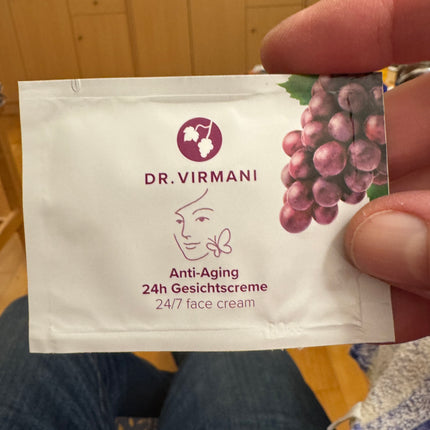 DR. VIRMANI
Anti-Aging
24h Gesichtscreme
24/7 face cream